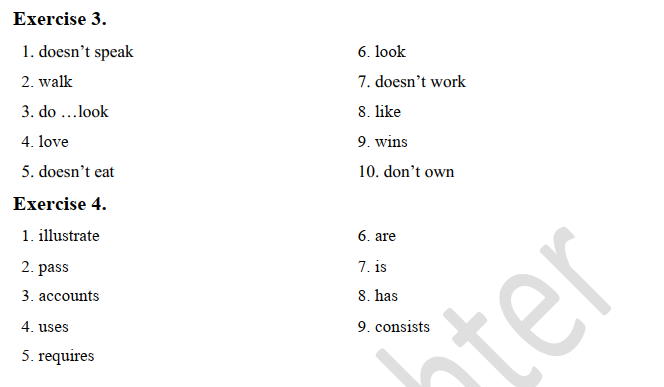 Exercise 3.
1. doesn’t speak
2. walk
3. do …look
4. love
5. doesn’t eat
6. look
7. doesn’t work
8. like
9. wins
10. don’t own
Exercise 4.
1. illustrate
2. pass
3. accounts
4. uses
5. requires
6. are
7. is
8. has
9. consists
hter